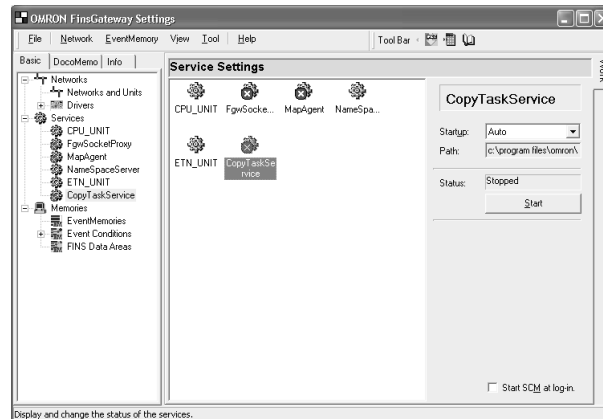 OMRON FinsGateway Settings
File Network EventMemory View Tool Help Tool Bar
Basic DocoMemo Info
Networks
Networks and Units
Drivers
Services
CPU_UNIT
FgwSocketProxy
MapAgent
NameSpaceServer
ETN_UNIT
CopyTaskService
Memories
EventMemories
Event Conditions
FINS Data Areas
Service Settings
CPU_UNIT FgwSocke... MapAgent NameSpa...
ETN_UNIT CopyTaskSe
rvice
CopyTaskService
Startup: Auto
Path: c:\program files\omron\
Status: Stopped
Start
Start SCM at log-in.
Display and change the status of the services.